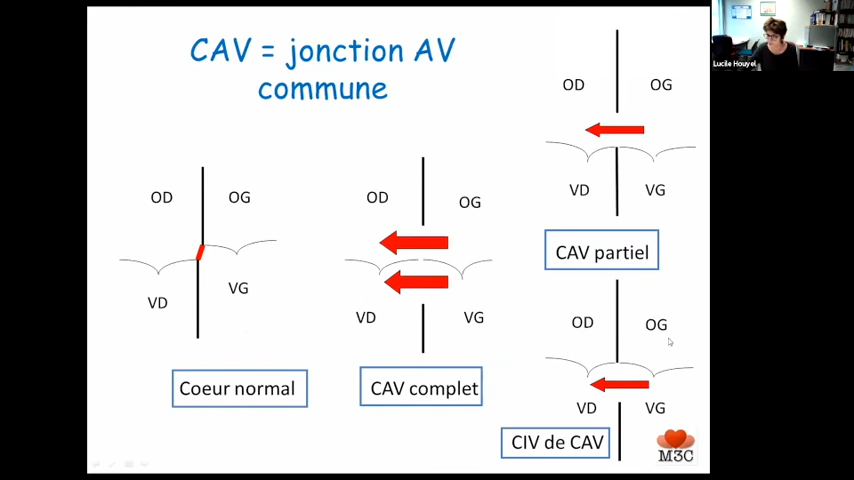 CAV = jonction AV
commune
OD OG
VD VG
Coeur normal
OD OG
VD VG
CAV complet
OD OG
VD VG
CAV partiel
OD OG
VD VG
CIV de CAV
M3C
Lucile Houyel